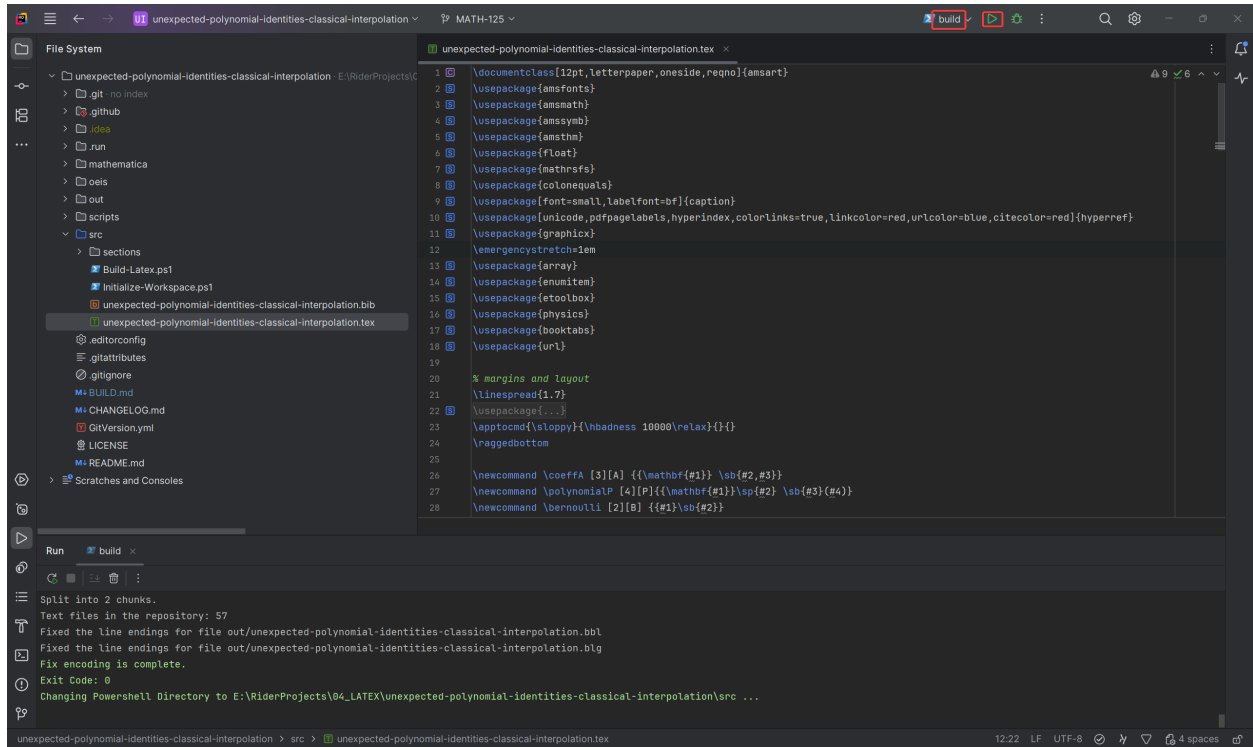 UI unexpected-polynomial-identities-classical-interpolation MATH-125 build
File System
unexpected-polynomial-identities-classical-interpolation.tex ×
unexpected-polynomial-identities-classical-interpolation E:\RiderProjects\0
.git no index
.github
.idea
.run
mathematica
oeis
out
scripts
src
sections
Build-Latex.ps1
Initialize-Workspace.ps1
unexpected-polynomial-identities-classical-interpolation.bib
unexpected-polynomial-identities-classical-interpolation.tex
.editorconfig
.gitattributes
.gitignore
M↓ BUILD.md
M↓ CHANGELOG.md
Y GitVersion.yml
LICENSE
M↓ README.md
Scratches and Consoles
9 6
1 \documentclass[12pt,letterpaper,oneside,reqno]{amsart}
2 S \usepackage{amsfonts}
3 S \usepackage{amsmath}
4 S \usepackage{amssymb}
5 S \usepackage{amsthm}
6 S \usepackage{float}
7 S \usepackage{mathrsfs}
8 S \usepackage{colonequals}
9 S \usepackage[font=small,labelfont=bf]{caption}
10 S \usepackage[unicode,pdfpagelabels,hyperindex,colorlinks=true,linkcolor=red,urlcolor=blue,citecolor=red]{hyperref}
11 S \usepackage{graphicx}
12 \emergencystretch=1em
13 S \usepackage{array}
14 S \usepackage{enumitem}
15 S \usepackage{etoolbox}
16 S \usepackage{physics}
17 S \usepackage{booktabs}
18 S \usepackage{url}
19
20 % margins and layout
21 \linespread{1.7}
22 S \usepackage{...}
23 \apptocmd{\sloppy}{\hbadness 10000\relax}{}{}
24 \raggedbottom
25
26 \newcommand \coeffA [3][A] {{\mathbf{#1}} \sb{#2,#3}}
27 \newcommand \polynomialP [4][P]{{\mathbf{#1}}\sp{#2} \sb{#3}(#4)}
28 \newcommand \bernoulli [2][B] {{#1}\sb{#2}}
Run build ×
Split into 2 chunks.
Text files in the repository: 57
Fixed the line endings for file out/unexpected-polynomial-identities-classical-interpolation.bbl
Fixed the line endings for file out/unexpected-polynomial-identities-classical-interpolation.blg
Fix encoding is complete.
Exit Code: 0
Changing Powershell Directory to E:\RiderProjects\04_LATEX\unexpected-polynomial-identities-classical-interpolation\src ...
unexpected-polynomial-identities-classical-interpolation > src > unexpected-polynomial-identities-classical-interpolation.tex 12:22 LF UTF-8 4 spaces